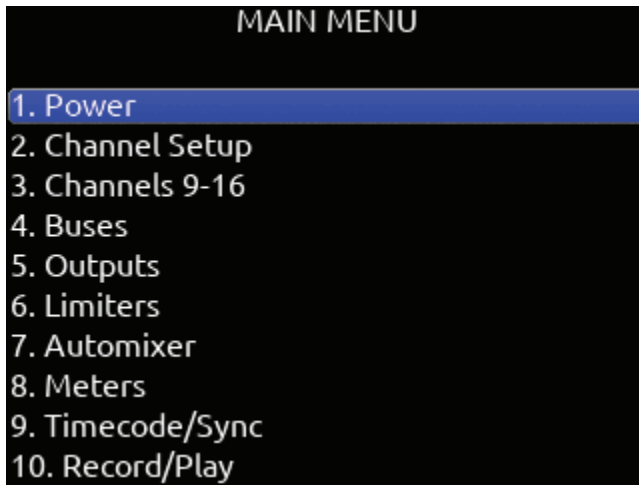 MAIN MENU
1. Power
2. Channel Setup
3. Channels 9-16
4. Buses
5. Outputs
6. Limiters
7. Automixer
8. Meters
9. Timecode/Sync
10. Record/Play